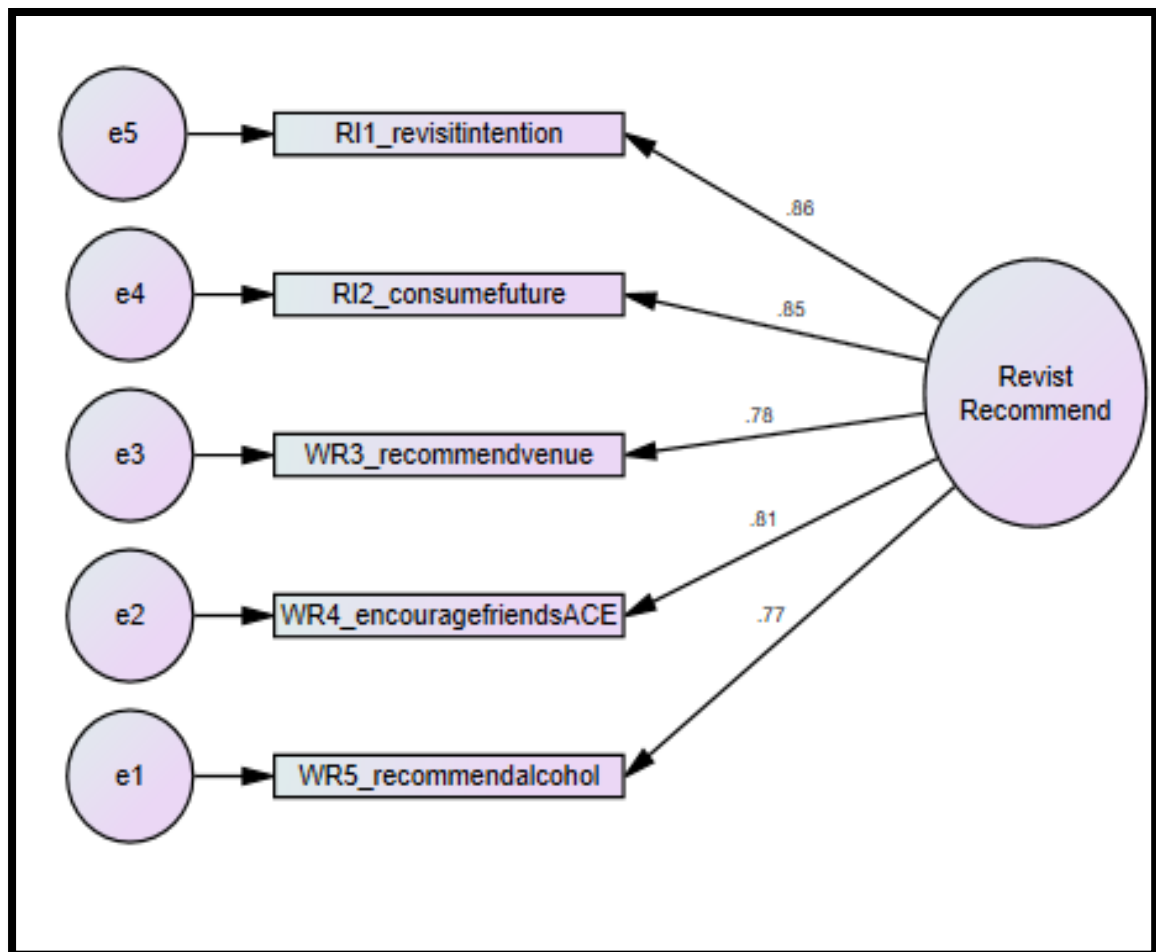 e5
RI1_revisitintention
.86
e4
RI2_consumefuture
.85
e3
WR3_recommendvenue
.78
Revist
Recommend
e2
WR4_encouragefriendsACE
.81
e1
WR5_recommendalcohol
.77